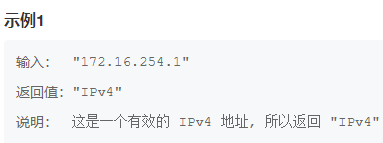 示例1
输入: "172.16.254.1"
返回值: "IPv4"
说明: 这是一个有效的 IPv4 地址, 所以返回 "IPv4"